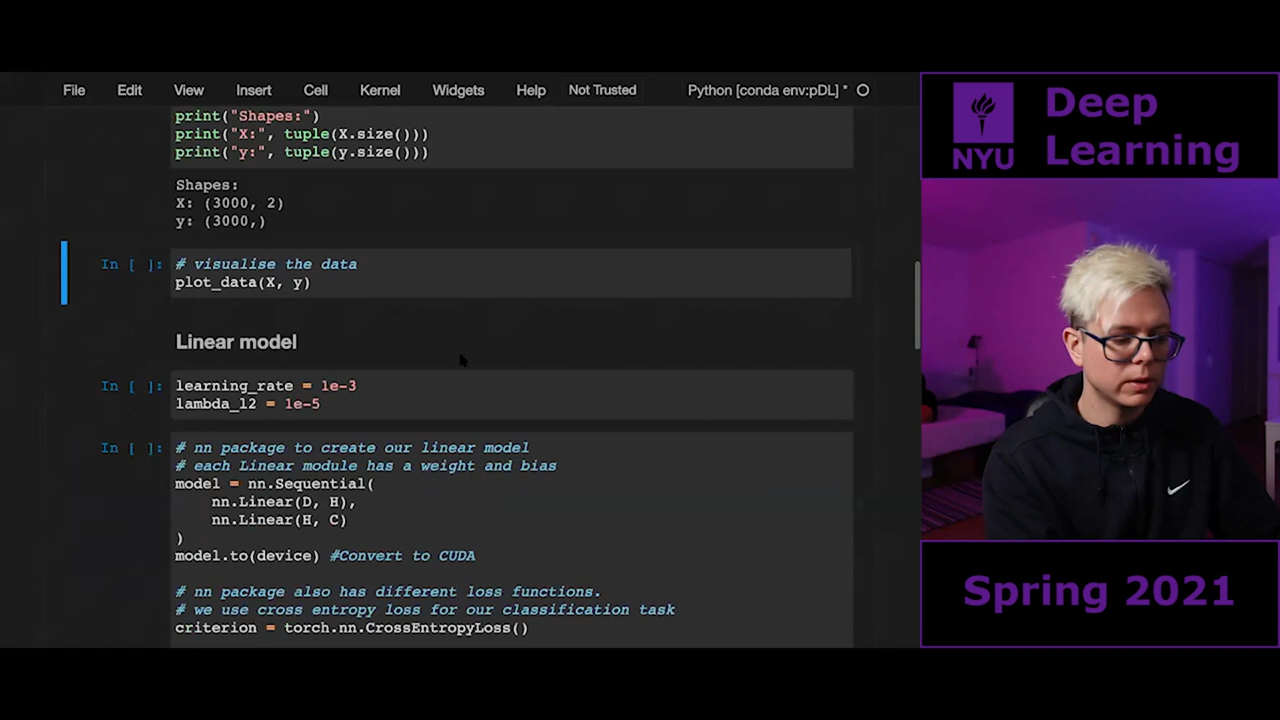 File Edit View Insert Cell Kernel Widgets Help Not Trusted Python [conda env:pDL] *
print("Shapes:")
print("X:", tuple(X.size()))
print("y:", tuple(y.size()))
Shapes:
X: (3000, 2)
y: (3000,)
In [ ]: # visualise the data
plot_data(X, y)
Linear model
In [ ]: learning_rate = 1e-3
lambda_l2 = 1e-5
In [ ]: # nn package to create our linear model
# each Linear module has a weight and bias
model = nn.Sequential(
nn.Linear(D, H),
nn.Linear(H, C)
)
model.to(device) #Convert to CUDA
# nn package also has different loss functions.
# we use cross entropy loss for our classification task
criterion = torch.nn.CrossEntropyLoss()
NYU
Deep
Learning
Spring 2021